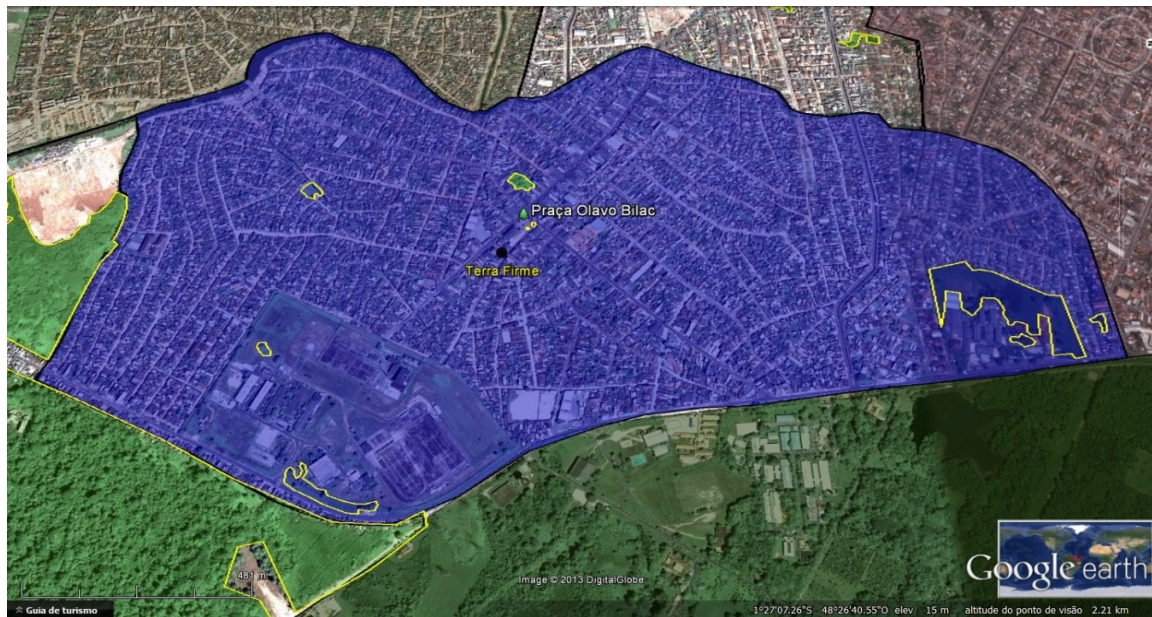 Praça Olavo Bilac
Terra Firme
481 m
Image © 2013 DigitalGlobe
Google earth
Guia de turismo
1°27'07.26"S 48°26'40.55"O elev 15 m altitude do ponto de visão 2.21 km